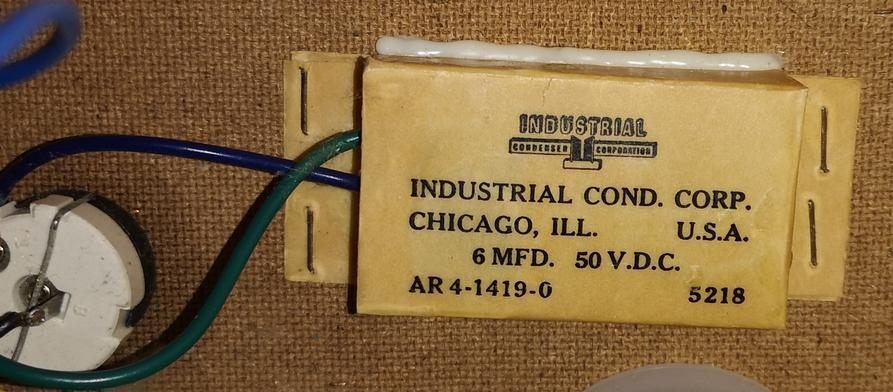 INDUSTRIAL
CONDENSER CORPORATION
INDUSTRIAL COND. CORP.
CHICAGO, ILL. U.S.A.
6 MFD. 50 V.D.C.
AR 4-1419-0 5218